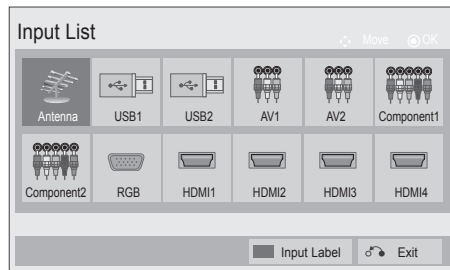 Input List
Move OK
Antenna USB1 USB2 AV1 AV2 Component1
Component2 RGB HDMI1 HDMI2 HDMI3 HDMI4
Input Label Exit